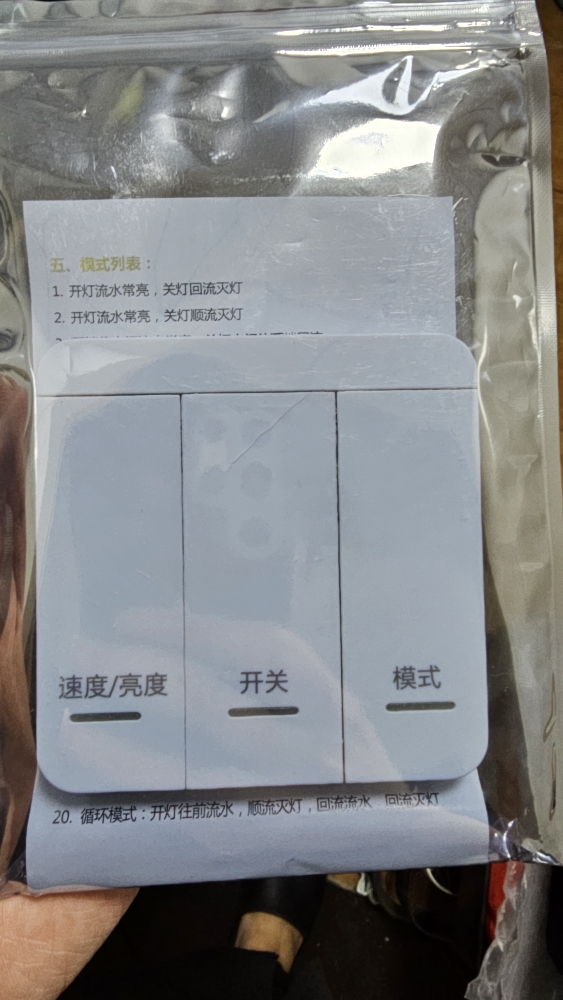 五、模式列表：
1. 开灯流水常亮，关灯回流灭灯
2. 开灯流水常亮，关灯顺流灭灯
速度/亮度
开关
模式
20. 循环模式：开灯往前流水，顺流灭灯，回流流水，回流灭灯